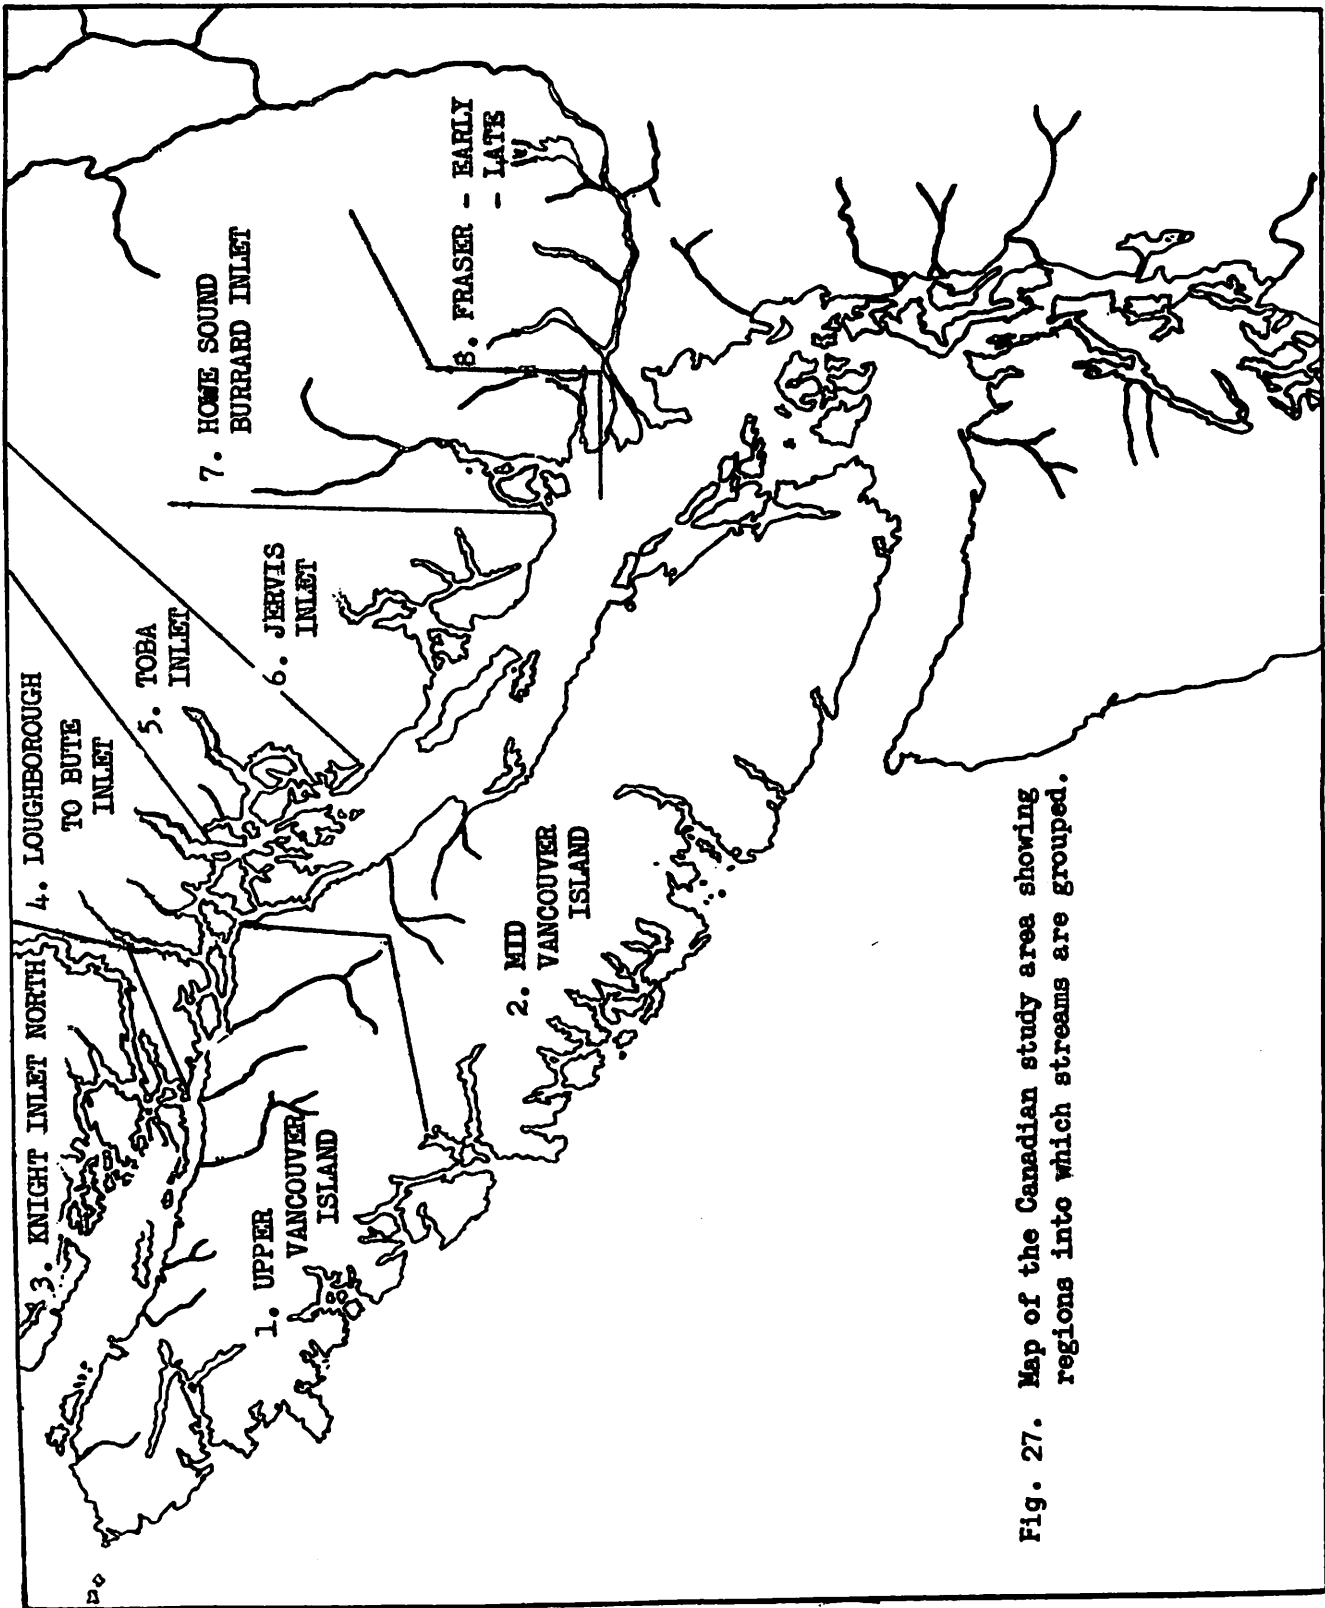 3. KNIGHT INLET NORTH
4. LOUGHBOROUGH
TO BUTE
INLET
5. TOBA
INLET
6. JERVIS
INLET
7. HOWE SOUND
BURRARD INLET
8. FRASER - EARLY
- LATE
1. UPPER
VANCOUVER
ISLAND
2. MID
VANCOUVER
ISLAND
Fig. 27. Map of the Canadian study area showing
regions into which streams are grouped.